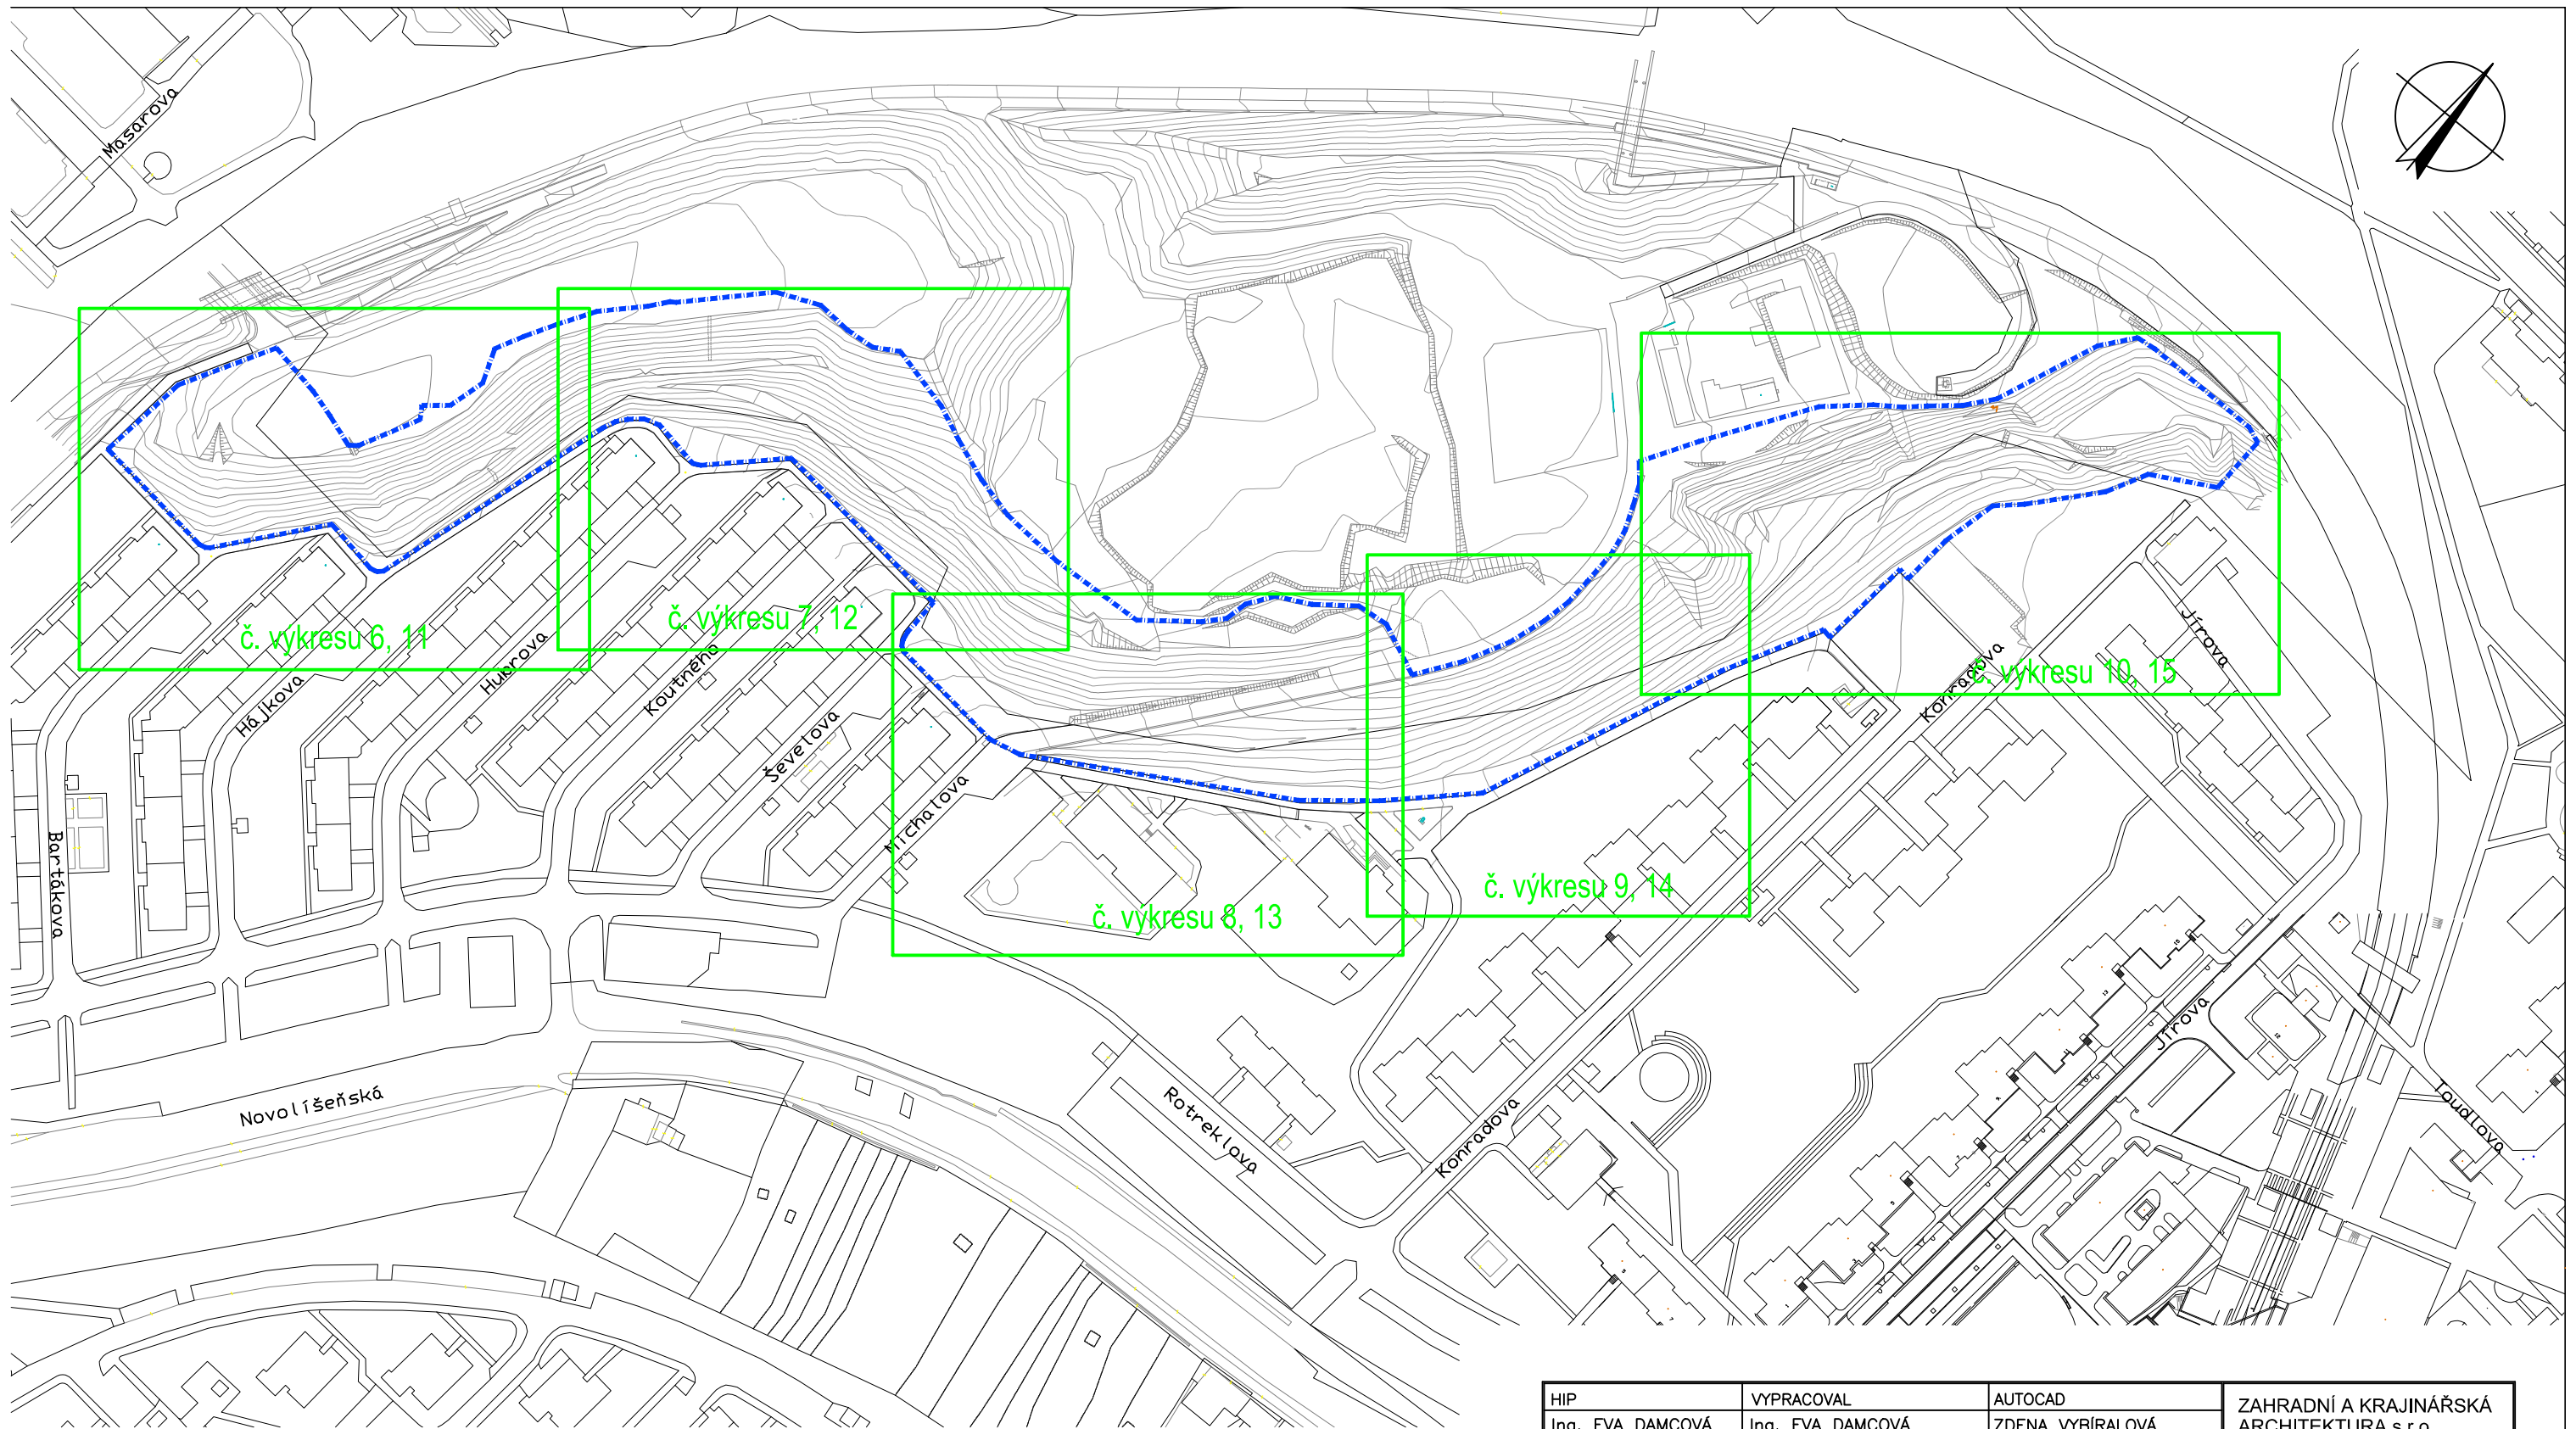 Masarova
č. výkresu 6, 11
č. výkresu 7, 12
č. výkresu 8, 13
č. výkresu 9, 14
č. výkresu 10, 15
Bartákova
Hájkova
Hubrova
Koutného
Ševelova
Michalova
Konradova
Jírova
Novolíšeňská
Rotreklova
Konradova
Jírova
Toudlova
HIP
VYPRACOVAL
AUTOCAD
ZAHRADNÍ A KRAJINÁŘSKÁ
ARCHITEKTURA s.r.o.
Ing. EVA DAMCOVÁ
Ing. EVA DAMCOVÁ
ZDENA VYBÍRALOVÁ